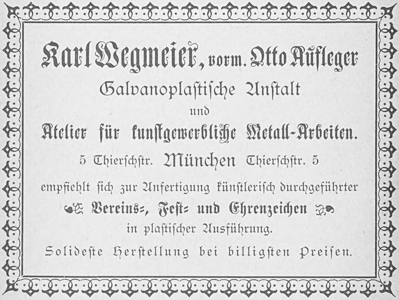 Karl Wegmeier, vorm. Otto Aufleger
Galvanoplastische Anstalt
und
Atelier für kunstgewerbliche Metall-Arbeiten.
5 Thierschstr. München Thierschstr. 5
empfiehlt sich zur Anfertigung künstlerisch durchgeführter
Vereins-, Fest- und Ehrenzeichen
in plastischer Ausführung.
Solideste Herstellung bei billigsten Preisen.